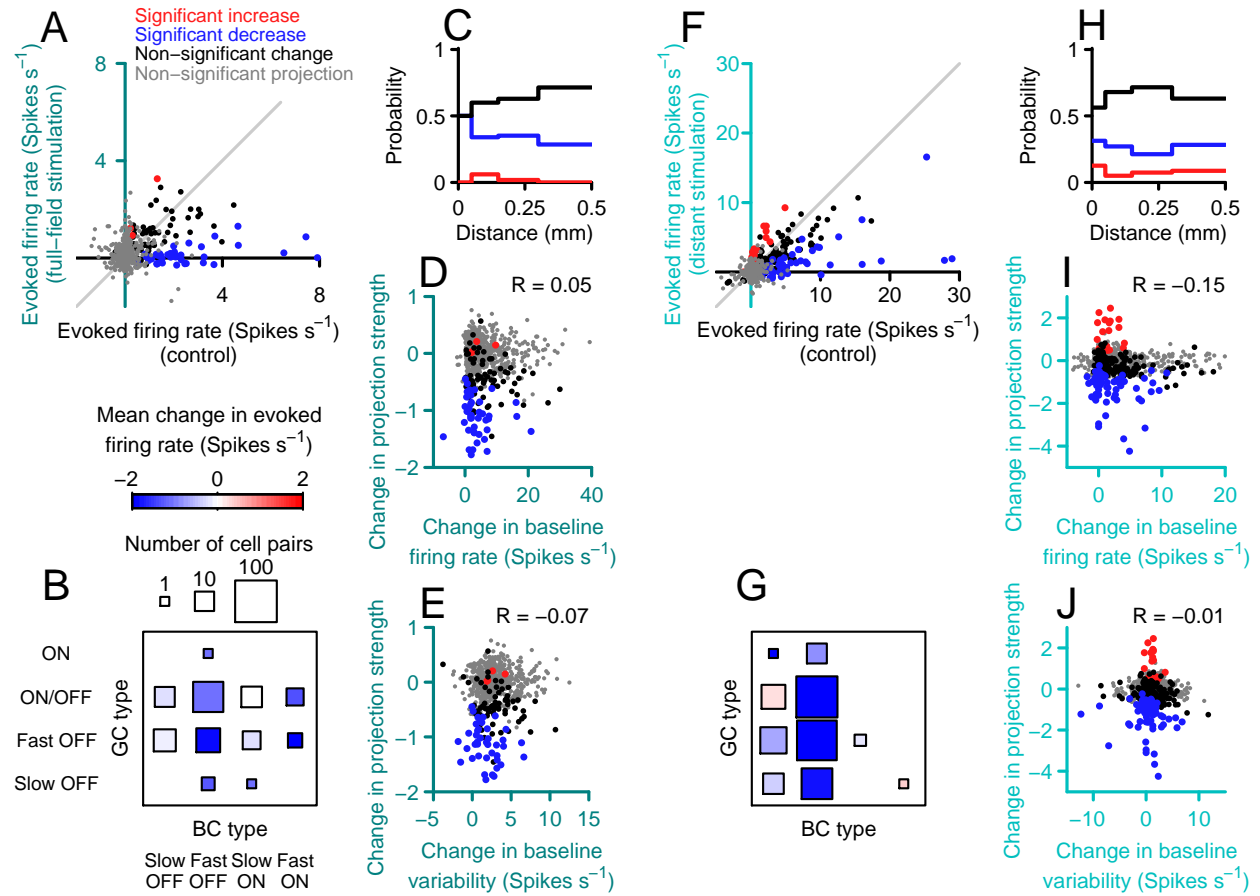 A
Significant increase
Significant decrease
Non−significant change
Non−significant projection
Evoked firing rate (Spikes s−1)
(full−field stimulation)
8
4
4
8
Evoked firing rate (Spikes s−1)
(control)
C
Probability
1
0.5
0
0
0.25
0.5
Distance (mm)
F
Evoked firing rate (Spikes s−1)
(distant stimulation)
30
20
10
0
0
10
20
30
Evoked firing rate (Spikes s−1)
(control)
H
Probability
1
0.5
0
0
0.25
0.5
Distance (mm)
D
R = 0.05
Change in projection strength
1
0
−1
−2
0
20
40
Change in baseline
firing rate (Spikes s−1)
I
R = −0.15
Change in projection strength
2
0
−2
−4
0
10
20
Change in baseline
firing rate (Spikes s−1)
Mean change in evoked
firing rate (Spikes s−1)
−2
0
2
Number of cell pairs
1
10
100
B
GC type
ON
ON/OFF
Fast OFF
Slow OFF
BC type
Slow Fast Slow Fast
OFF OFF ON ON
E
R = −0.07
Change in projection strength
1
0
−1
−2
−5
0
5
10
15
Change in baseline
variability (Spikes s−1)
G
GC type
BC type
J
R = −0.01
Change in projection strength
2
0
−2
−4
−10
0
10
Change in baseline
variability (Spikes s−1)